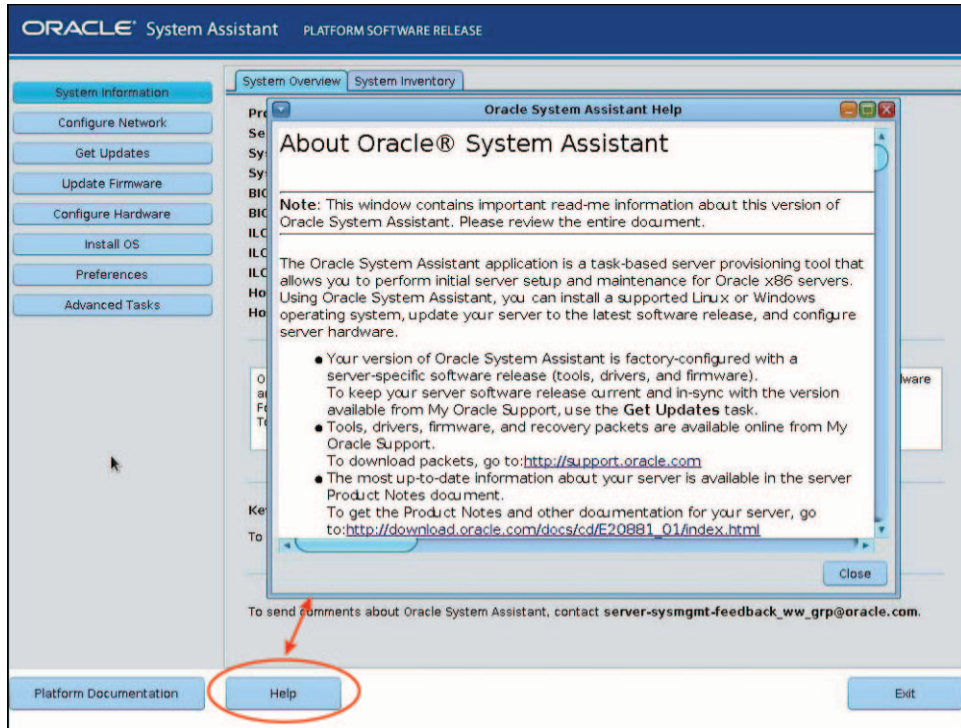 ORACLE® System Assistant PLATFORM SOFTWARE RELEASE
System Information
Configure Network
Get Updates
Update Firmware
Configure Hardware
Install OS
Preferences
Advanced Tasks
System Overview System Inventory
Oracle System Assistant Help
About Oracle® System Assistant
Note: This window contains important read-me information about this version of
Oracle System Assistant. Please review the entire document.
The Oracle System Assistant application is a task-based server provisioning tool that
allows you to perform initial server setup and maintenance for Oracle x86 servers.
Using Oracle System Assistant, you can install a supported Linux or Windows
operating system, update your server to the latest software release, and configure
server hardware.
● Your version of Oracle System Assistant is factory-configured with a
server-specific software release (tools, drivers, and firmware).
To keep your server software release current and in-sync with the version
available from My Oracle Support, use the Get Updates task.
● Tools, drivers, firmware, and recovery packets are available online from My
Oracle Support.
To download packets, go to:http://support.oracle.com
● The most up-to-date information about your server is available in the server
Product Notes document.
To get the Product Notes and other documentation for your server, go
to:http://download.oracle.com/docs/cd/E20881_01/index.html
Close
To
To send comments about Oracle System Assistant, contact server-sysmgmt-feedback_ww_grp@oracle.com.
Platform Documentation
Help
Exit